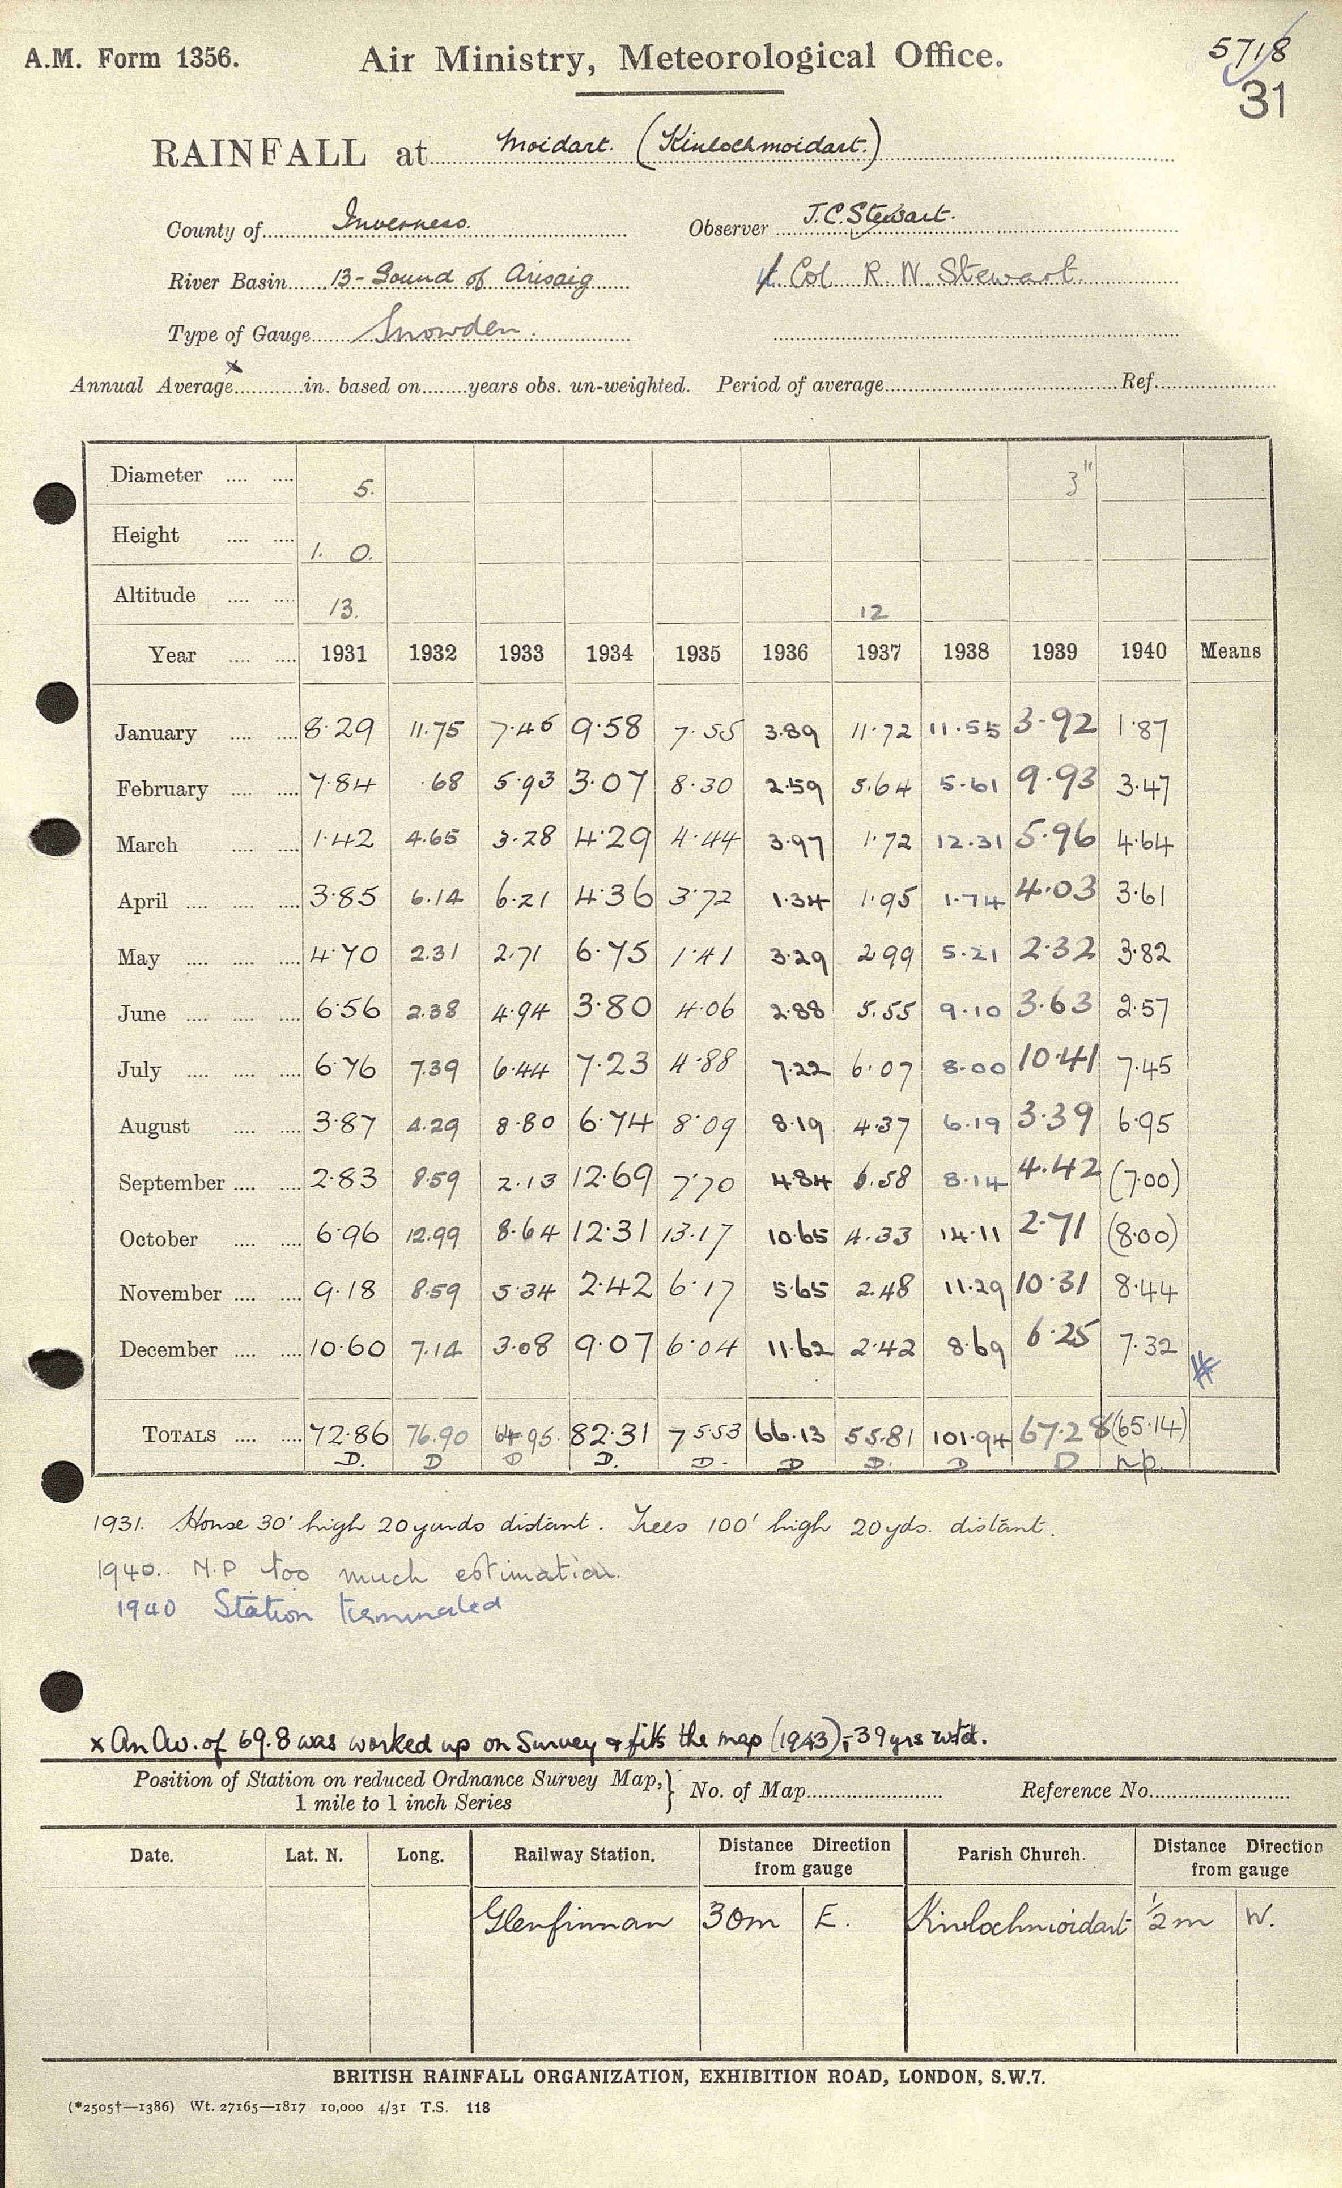 A.M. Form 1356.
Air Ministry, Meteorological Office.
5718
31
RAINFALL at Moidart. (Kinlochmoidart.)
County of Inverness. Observer J.C. Stewart.
River Basin 13 - Sound of Arisaig Lt Col R. N. Stewart.
Type of Gauge Snowden.
Annual Average x in. based on years obs. un-weighted. Period of average Ref.
Diameter 5. 3"
Height 1. 0.
Altitude 13. 12
Year 1931 1932 1933 1934 1935 1936 1937 1938 1939 1940 Means
January 8.29 11.75 7.46 9.58 7.55 3.89 11.72 11.55 3.92 1.87
February 7.84 .68 5.93 3.07 8.30 2.59 5.64 5.61 9.93 3.47
March 1.42 4.65 3.28 4.29 4.44 3.97 1.72 12.31 5.96 4.64
April 3.85 6.14 6.21 4.36 3.72 1.34 1.95 1.74 4.03 3.61
May 4.70 2.31 2.71 6.75 1.41 3.29 2.99 5.21 2.32 3.82
June 6.56 2.38 4.94 3.80 4.06 2.88 5.55 9.10 3.63 2.57
July 6.76 7.39 6.44 7.23 4.88 7.22 6.07 8.00 10.41 7.45
August 3.87 4.29 8.80 6.74 8.09 8.19 4.37 6.19 3.39 6.95
September 2.83 8.59 2.13 12.69 7.70 4.84 6.58 8.14 4.42 (7.00)
October 6.96 12.99 8.64 12.31 13.17 10.65 4.33 14.11 2.71 (8.00)
November 9.18 8.59 5.34 2.42 6.17 5.65 2.48 11.29 10.31 8.44
December 10.60 7.14 3.08 9.07 6.04 11.62 2.42 8.69 6.25 7.32
TOTALS 72.86 76.90 64.95 82.31 75.53 66.13 55.81 101.94 67.28 (65.14)
D. D D D. D. D D. D D n.p.
1931. House 30' high 20 yards distant. Trees 100' high 20 yds. distant.
1940. N.P too much estimation.
1940 Station terminated
x An Av. of 69.8 was worked up on Survey & fits the map (1943);- 39 yrs wtd.
Position of Station on reduced Ordnance Survey Map, } No. of Map Reference No.
1 mile to 1 inch Series
Date. Lat. N. Long. Railway Station. Distance Direction from gauge Parish Church. Distance Direction from gauge
Glenfinnan 30m E. Kinlochmoidart ½m W.
BRITISH RAINFALL ORGANIZATION, EXHIBITION ROAD, LONDON, S.W.7.
(*2505†—1386) Wt. 27165—1817 10,000 4/31 T.S. 118